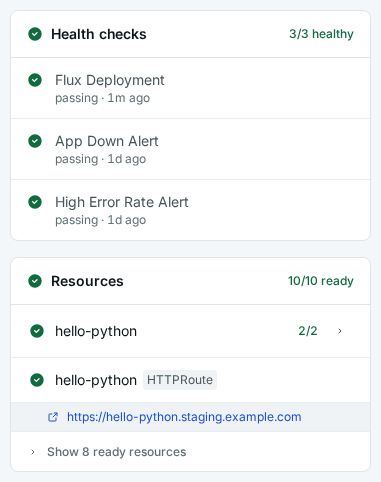 Health checks
3/3 healthy
Flux Deployment
passing · 1m ago
App Down Alert
passing · 1d ago
High Error Rate Alert
passing · 1d ago
Resources
10/10 ready
hello-python
2/2
hello-python HTTPRoute
https://hello-python.staging.example.com
Show 8 ready resources